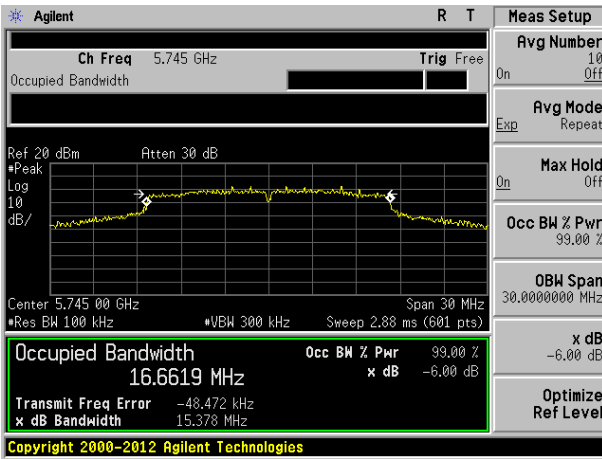 Agilent R T Meas Setup
Ch Freq 5.745 GHz Trig Free
Occupied Bandwidth
Avg Number
10
On Off
Avg Mode
Exp Repeat
Max Hold
On Off
Occ BW % Pwr
99.00 %
OBW Span
30.0000000 MHz
x dB
-6.00 dB
Optimize
Ref Level
Ref 20 dBm Atten 30 dB
#Peak
Log
10
dB/
Center 5.745 00 GHz Span 30 MHz
#Res BW 100 kHz #VBW 300 kHz Sweep 2.88 ms (601 pts)
Occupied Bandwidth Occ BW % Pwr 99.00 %
16.6619 MHz x dB -6.00 dB
Transmit Freq Error -48.472 kHz
x dB Bandwidth 15.378 MHz
Copyright 2000-2012 Agilent Technologies